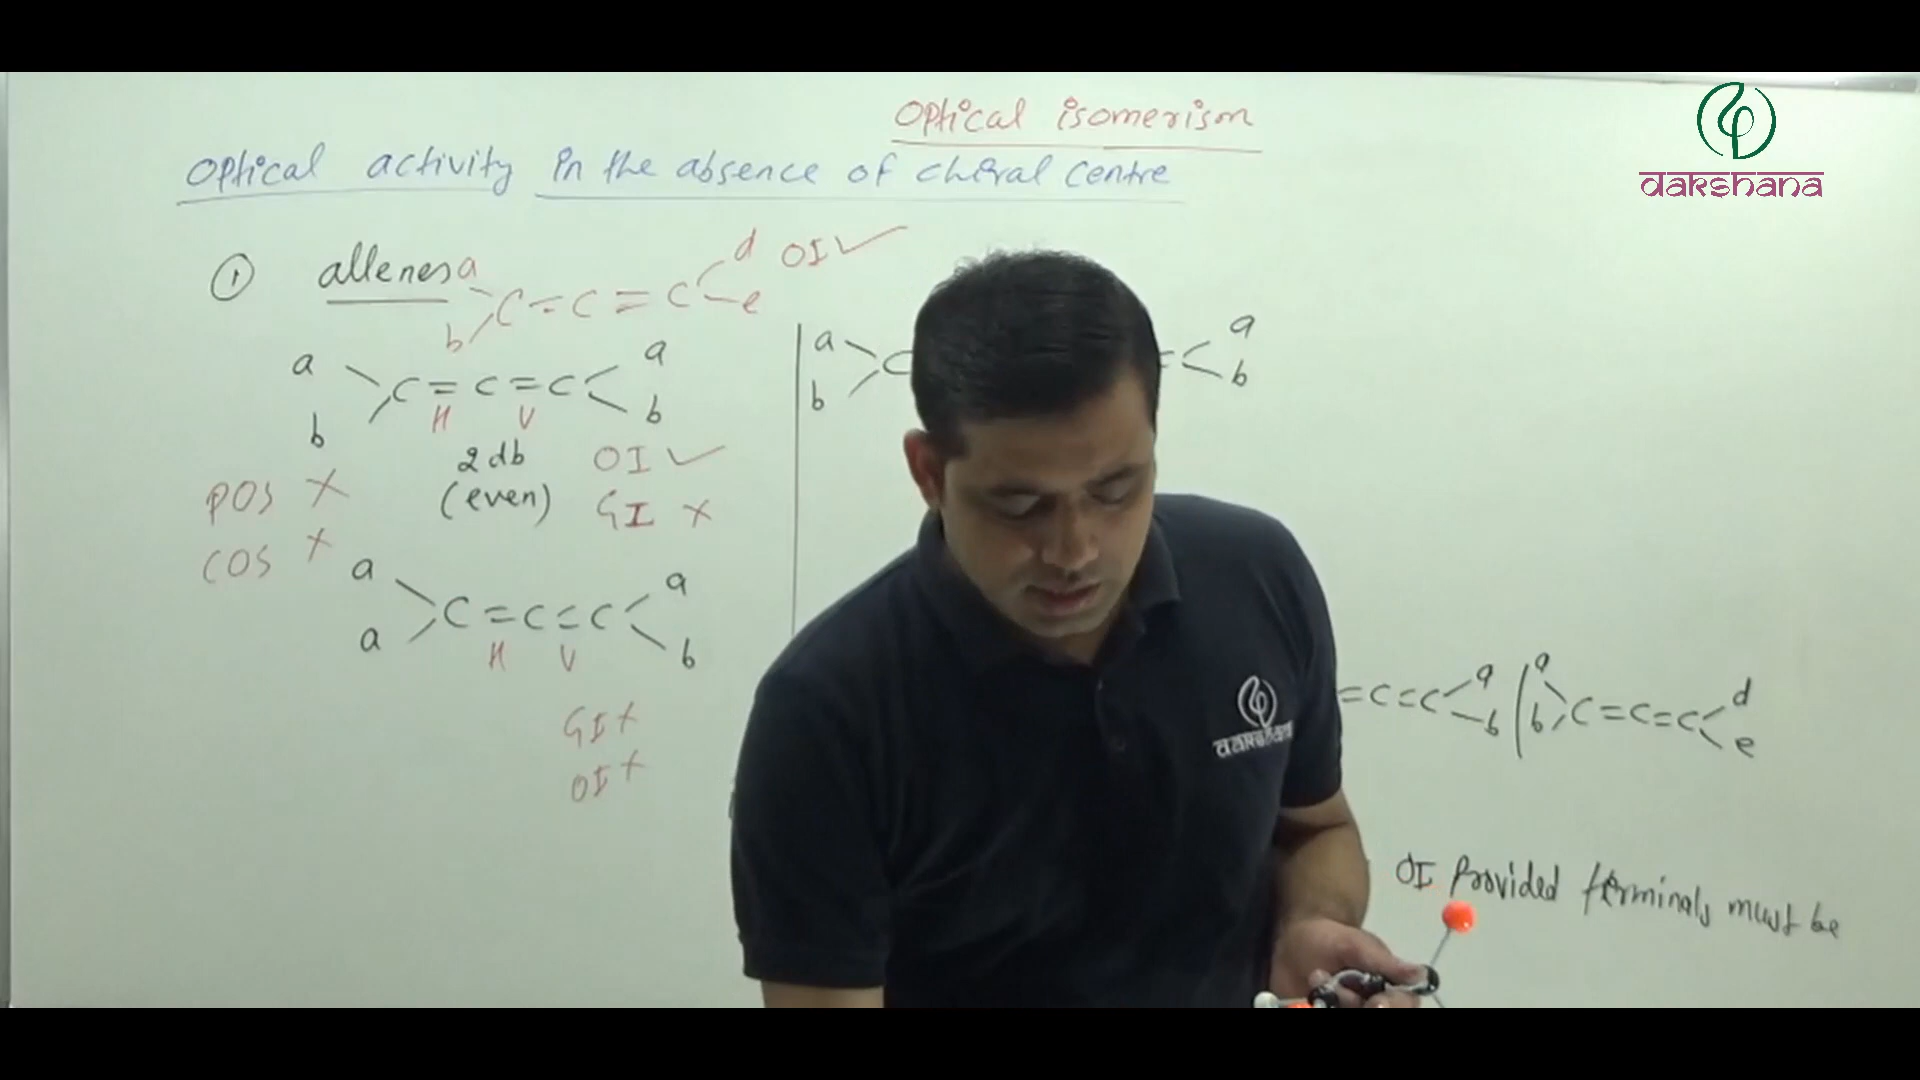 Optical isomerism
dakshana
Optical activity in the absence of chiral centre
① allenes
a d OI ✓
C=C=C
b e
a a
C=C=C
b b
H V
2 db OI ✓
POS ✗ (even) GI ✗
COS ✗
a a
C=C=C
a b
H V
GI ✗
OI ✗
a a
C
b b
=C=C a
b
a d
C=C=C
b e
OI Provided terminals must be
dakshana